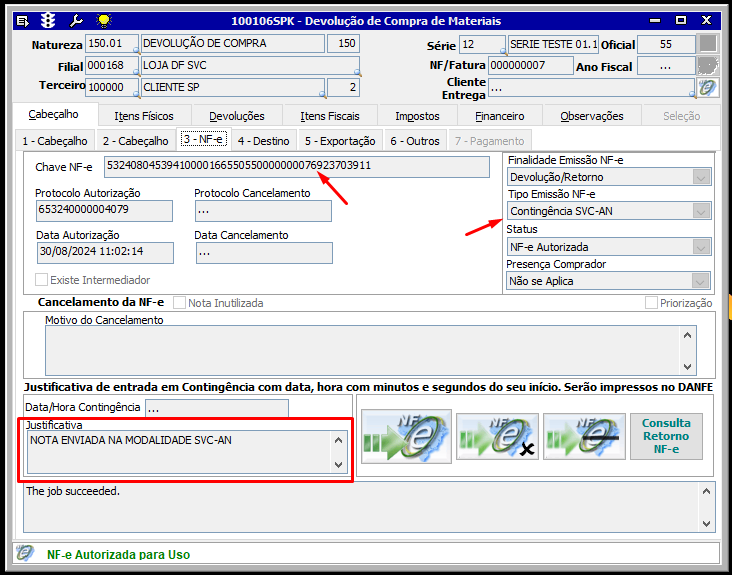 100106SPK - Devolução de Compra de Materiais
Natureza 150.01 DEVOLUÇÃO DE COMPRA 150 Série 12 SERIE TESTE 01.1 Oficial 55
Filial 000168 LOJA DF SVC NF/Fatura 000000007 Ano Fiscal ...
Terceiro 100000 CLIENTE SP 2 Cliente Entrega ...
Cabeçalho Itens Físicos Devoluções Itens Fiscais Impostos Financeiro Observações Seleção
1 - Cabeçalho 2 - Cabeçalho 3 - NF-e 4 - Destino 5 - Exportação 6 - Outros 7 - Pagamento
Chave NF-e 53240804539410000166550550000000076923703911
Finalidade Emissão NF-e
Devolução/Retorno
Protocolo Autorização Protocolo Cancelamento
653240000004079 ...
Tipo Emissão NF-e
Contingência SVC-AN
Data Autorização Data Cancelamento
30/08/2024 11:02:14 ...
Status
NF-e Autorizada
Presença Comprador
Não se Aplica
Existe Intermediador
Cancelamento da NF-e Nota Inutilizada Priorização
Motivo do Cancelamento
Justificativa de entrada em Contingência com data, hora com minutos e segundos do seu início. Serão impressos no DANFE
Data/Hora Contingência ...
Justificativa
NOTA ENVIADA NA MODALIDADE SVC-AN
NF NF NF
Consulta
Retorno
NF-e
The job succeeded.
NF-e Autorizada para Uso